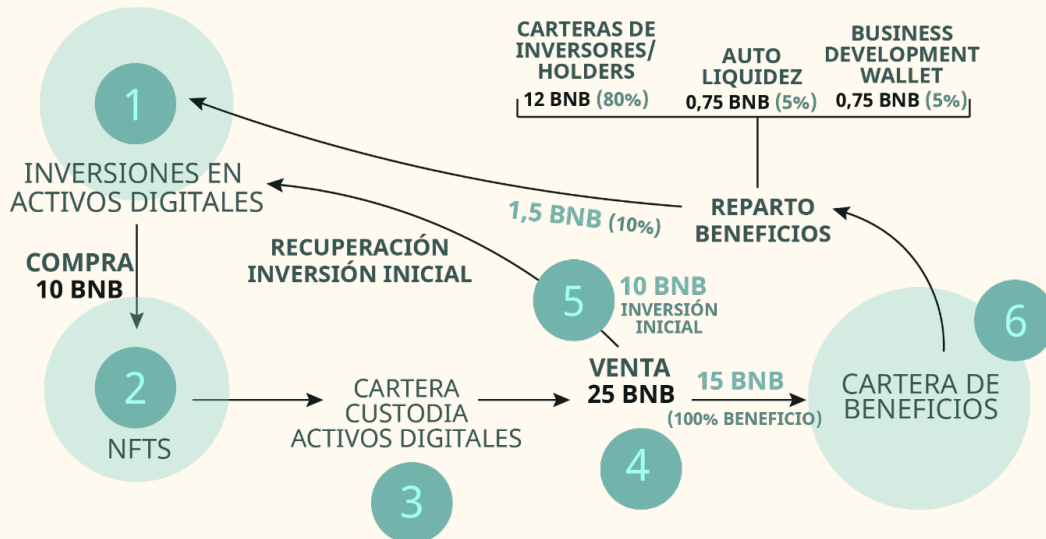 1
INVERSIONES EN
ACTIVOS DIGITALES
COMPRA
10 BNB
2
NFTS
CARTERA
CUSTODIA
ACTIVOS DIGITALES
3
VENTA
25 BNB
4
RECUPERACIÓN
INVERSIÓN INICIAL
5
10 BNB
INVERSIÓN
INICIAL
15 BNB
(100% BENEFICIO)
6
CARTERA DE
BENEFICIOS
REPARTO
BENEFICIOS
1,5 BNB (10%)
CARTERAS DE
INVERSORES/
HOLDERS
12 BNB (80%)
AUTO
LIQUIDEZ
0,75 BNB (5%)
BUSINESS
DEVELOPMENT
WALLET
0,75 BNB (5%)